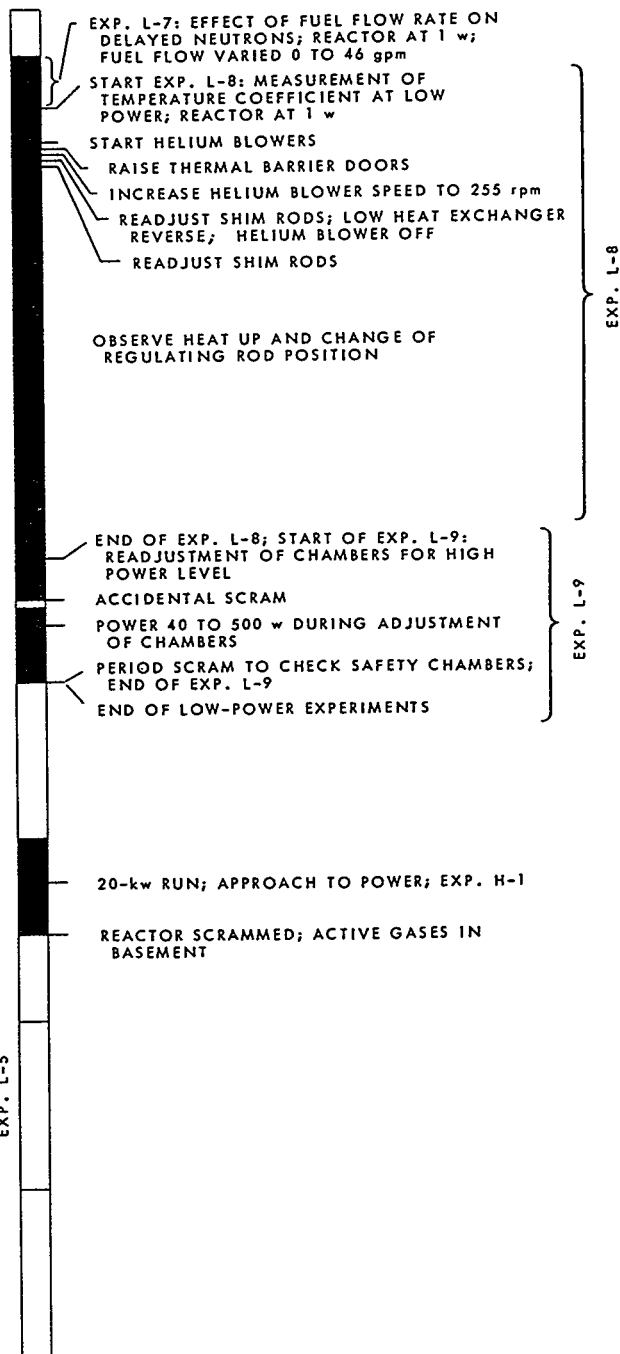 EXP. L-7: EFFECT OF FUEL FLOW RATE ON
DELAYED NEUTRONS; REACTOR AT 1 w;
FUEL FLOW VARIED 0 TO 46 gpm
START EXP. L-8: MEASUREMENT OF
TEMPERATURE COEFFICIENT AT LOW
POWER; REACTOR AT 1 w
START HELIUM BLOWERS
RAISE THERMAL BARRIER DOORS
INCREASE HELIUM BLOWER SPEED TO 255 rpm
READJUST SHIM RODS; LOW HEAT EXCHANGER
REVERSE; HELIUM BLOWER OFF
READJUST SHIM RODS
OBSERVE HEAT UP AND CHANGE OF
REGULATING ROD POSITION
EXP. L-8
END OF EXP. L-8; START OF EXP. L-9:
READJUSTMENT OF CHAMBERS FOR HIGH
POWER LEVEL
ACCIDENTAL SCRAM
POWER 40 TO 500 w DURING ADJUSTMENT
OF CHAMBERS
PERIOD SCRAM TO CHECK SAFETY CHAMBERS;
END OF EXP. L-9
END OF LOW-POWER EXPERIMENTS
EXP. L-9
20-kw RUN; APPROACH TO POWER; EXP. H-1
REACTOR SCRAMMED; ACTIVE GASES IN
BASEMENT
EXP. L-5